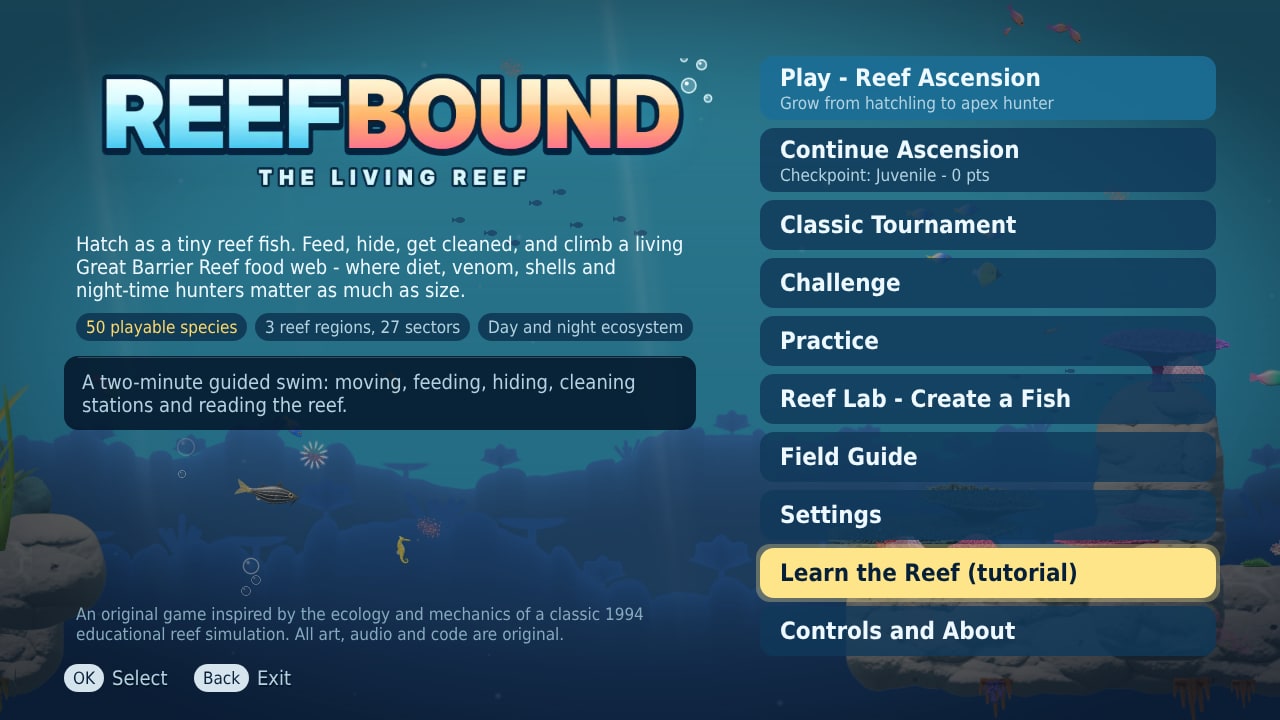 REEFBOUND
THE LIVING REEF
Hatch as a tiny reef fish. Feed, hide, get cleaned, and climb a living
Great Barrier Reef food web - where diet, venom, shells and
night-time hunters matter as much as size.
50 playable species
3 reef regions, 27 sectors
Day and night ecosystem
A two-minute guided swim: moving, feeding, hiding, cleaning
stations and reading the reef.
An original game inspired by the ecology and mechanics of a classic 1994
educational reef simulation. All art, audio and code are original.
OK Select Back Exit
Play - Reef Ascension
Grow from hatchling to apex hunter
Continue Ascension
Checkpoint: Juvenile - 0 pts
Classic Tournament
Challenge
Practice
Reef Lab - Create a Fish
Field Guide
Settings
Learn the Reef (tutorial)
Controls and About